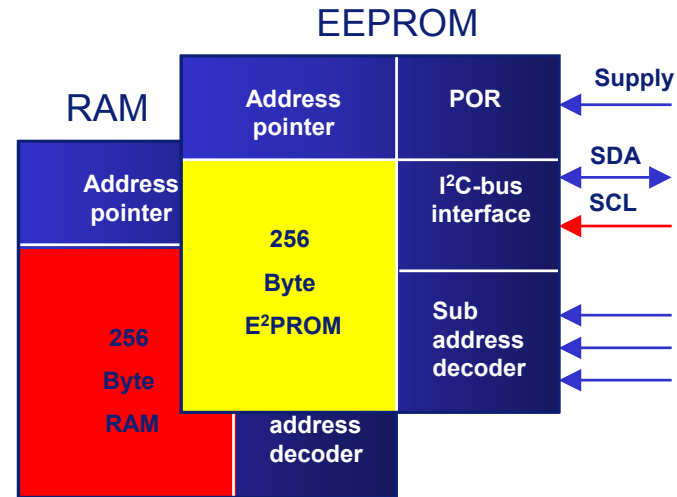 EEPROM
RAM
Address
pointer
POR
Supply
Address
pointer
I²C-bus
interface
SDA
SCL
256
Byte
E²PROM
Sub
address
decoder
256
Byte
RAM
address
decoder